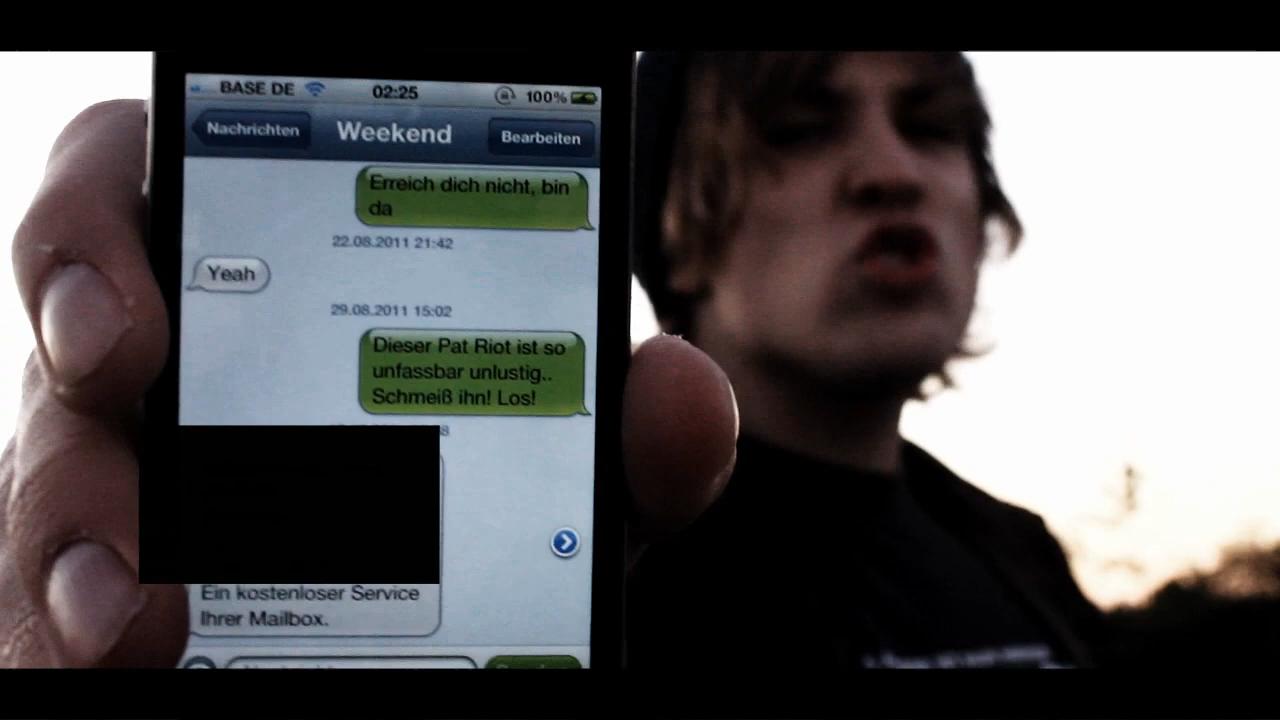 BASE DE 02:25 100%
Nachrichten Weekend Bearbeiten
Erreich dich nicht, bin
da
22.08.2011 21:42
Yeah
29.08.2011 15:02
Dieser Pat Riot ist so
unfassbar unlustig..
Schmeiß ihn! Los!
8
Ein kostenloser Service
Ihrer Mailbox.